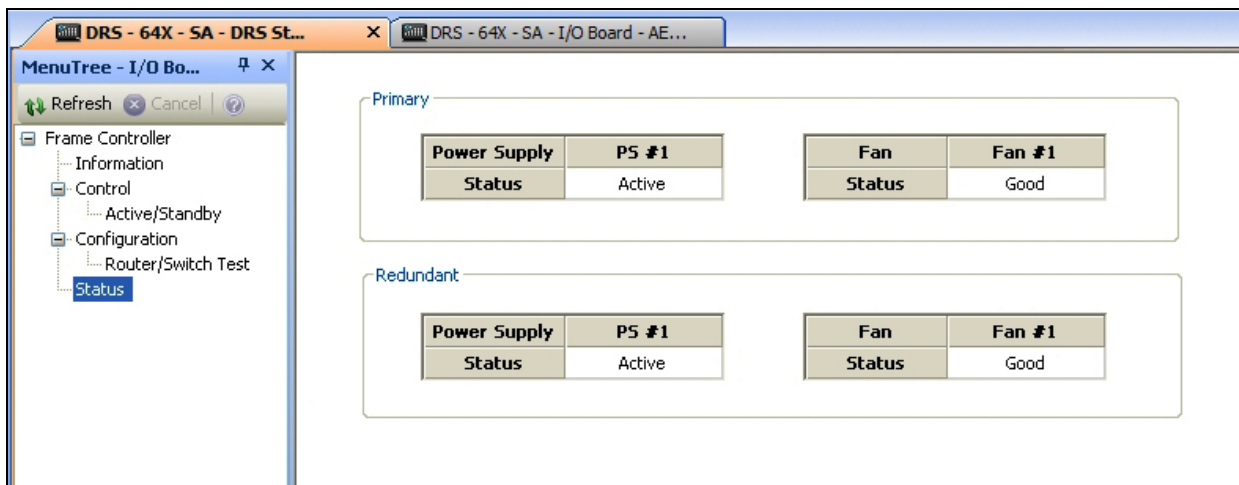 DRS - 64X - SA - DRS St...
DRS - 64X - SA - I/O Board - AE...
MenuTree - I/O Bo...
Refresh Cancel
Frame Controller
Information
Control
Active/Standby
Configuration
Router/Switch Test
Status
Primary
Power Supply PS #1
Status Active
Fan Fan #1
Status Good
Redundant
Power Supply PS #1
Status Active
Fan Fan #1
Status Good